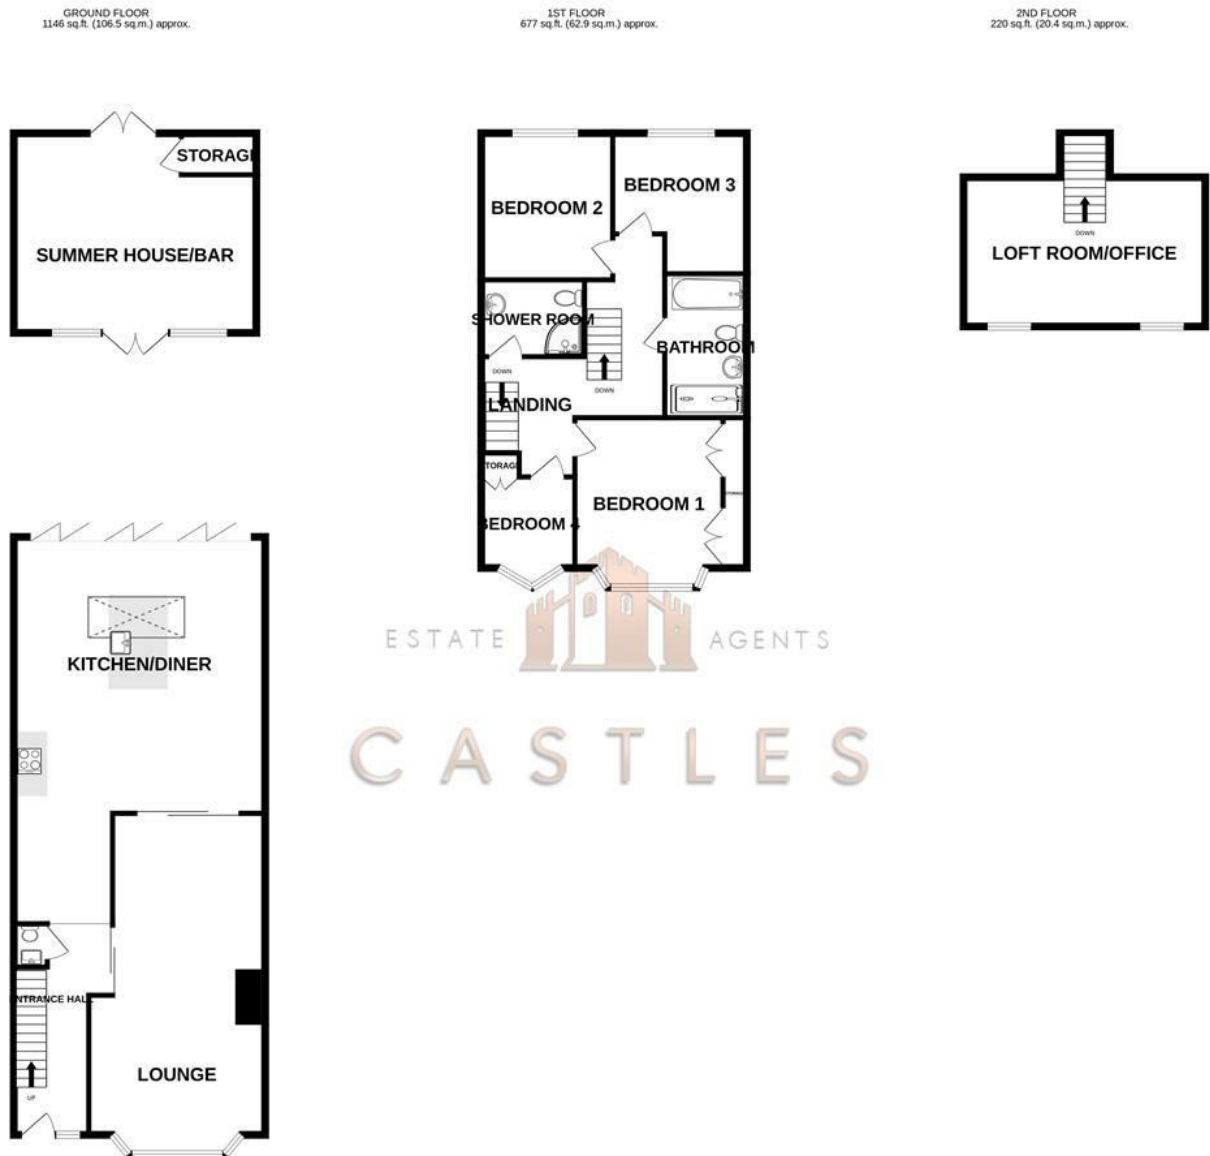 GROUND FLOOR
1146 sq.ft. (106.5 sq.m.) approx.
1ST FLOOR
677 sq.ft. (62.9 sq.m.) approx.
2ND FLOOR
220 sq.ft. (20.4 sq.m.) approx.
STORAGE
SUMMER HOUSE/BAR
BEDROOM 2
BEDROOM 3
SHOWER ROOM
BATHROOM
DOWN
DOWN
LANDING
STORAGE
BEDROOM 4
BEDROOM 1
STORAGE
DOWN
LOFT ROOM/OFFICE
KITCHEN/DINER
ENTRANCE HALL
LOUNGE
UP
ESTATE AGENTS
CASTLES